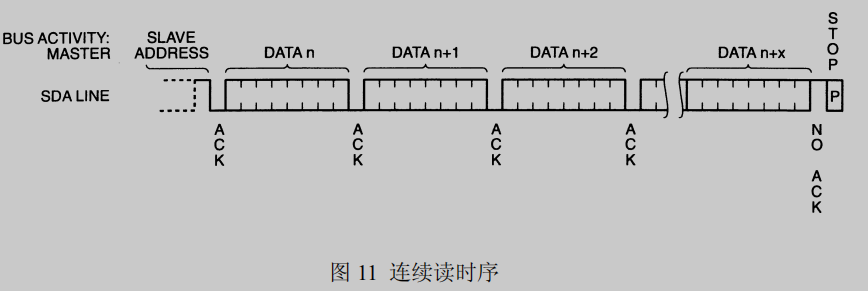 BUS ACTIVITY:
MASTER
SLAVE
ADDRESS
DATA n
DATA n+1
DATA n+2
DATA n+x
STOP
SDA LINE
P
ACK
ACK
ACK
ACK
NO ACK
图 11 连续读时序